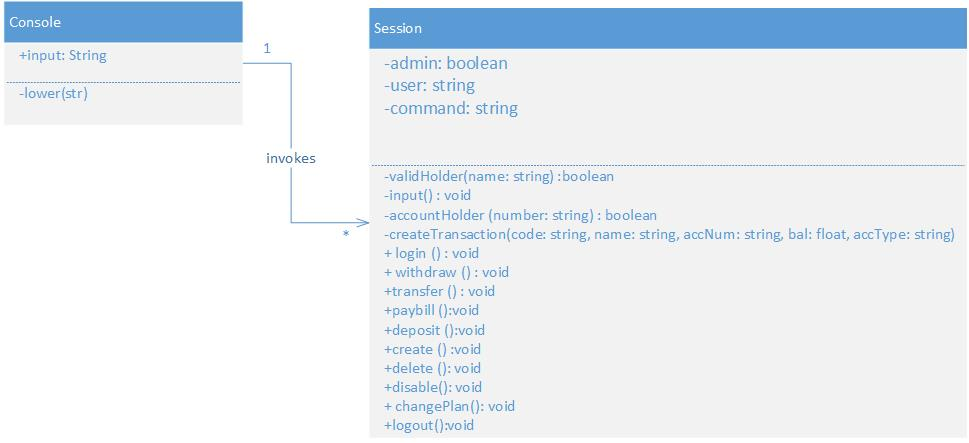 Console
+input: String
-lower(str)
1
invokes
*
Session
-admin: boolean
-user: string
-command: string
-validHolder(name: string) :boolean
-input() : void
-accountHolder (number: string) : boolean
-createTransaction(code: string, name: string, accNum: string, bal: float, accType: string)
+ login () : void
+ withdraw () : void
+transfer () : void
+paybill ():void
+deposit ():void
+create () :void
+delete (): void
+disable(): void
+ changePlan(): void
+logout():void